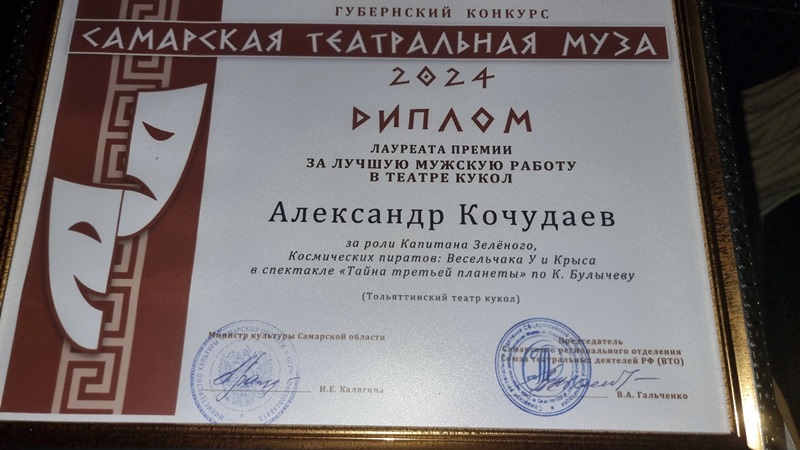 ГУБЕРНСКИЙ КОНКУРС
САМАРСКАЯ ТЕАТРАЛЬНАЯ МУЗА
2024
ДИПЛОМ
ЛАУРЕАТА ПРЕМИИ
ЗА ЛУЧШУЮ МУЖСКУЮ РАБОТУ
В ТЕАТРЕ КУКОЛ
Александр Кочудаев
за роли Капитана Зелёного,
Космических пиратов: Весельчака У и Крыса
в спектакле «Тайна третьей планеты» по К. Булычеву
(Тольяттинский театр кукол)
Министр культуры Самарской области
И.Е. Калягина
Председатель
Самарского регионального отделения
Союза театральных деятелей РФ (ВТО)
В.А. Гальченко